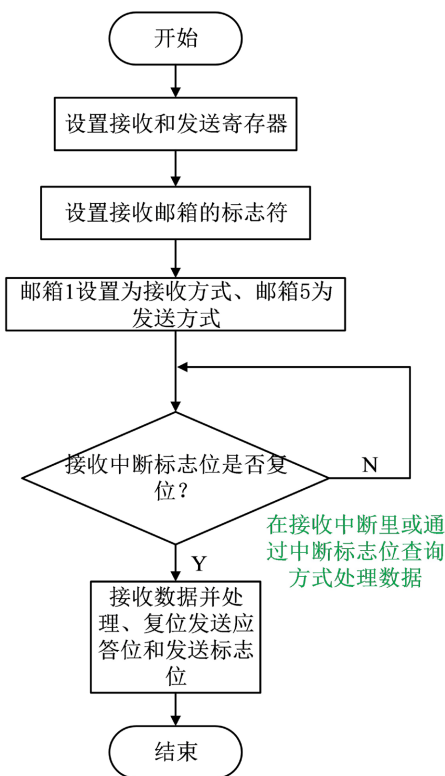 开始
设置接收和发送寄存器
设置接收邮箱的标志符
邮箱1设置为接收方式、邮箱5为
发送方式
接收中断标志位是否复
位？
N
在接收中断里或通
过中断标志位查询
方式处理数据
Y
接收数据并处
理、复位发送应
答位和发送标志
位
结束